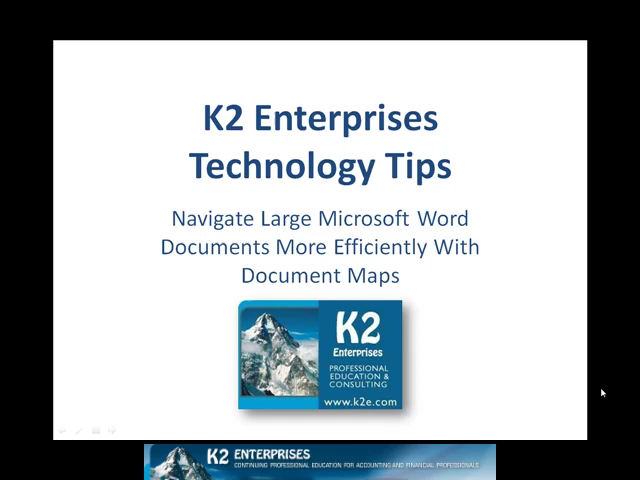 K2 Enterprises
Technology Tips
Navigate Large Microsoft Word
Documents More Efficiently With
Document Maps
K2
Enterprises
PROFESSIONAL
EDUCATION &
CONSULTING
www.k2e.com
K2 ENTERPRISES
CONTINUING PROFESSIONAL EDUCATION FOR ACCOUNTING AND FINANCIAL PROFESSIONALS